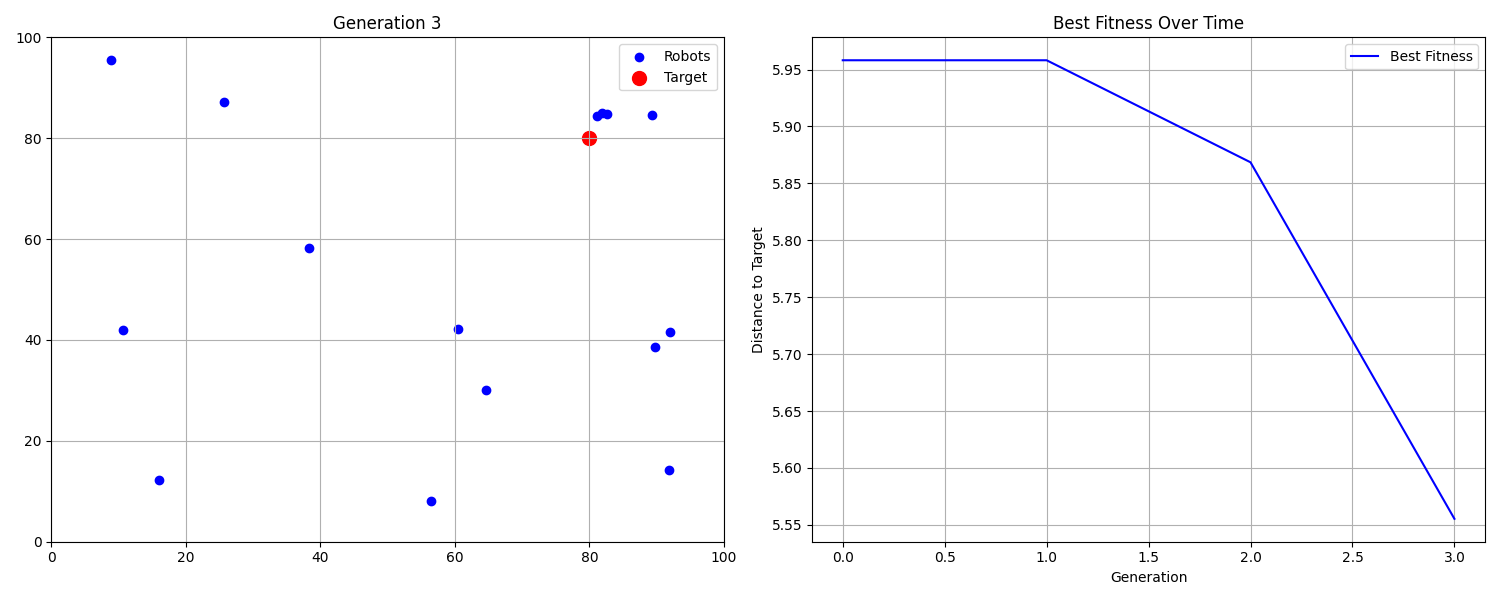 Generation 3
100
80
60
40
20
0
0 20 40 60 80 100
Robots
Target
Best Fitness Over Time
Distance to Target
5.95
5.90
5.85
5.80
5.75
5.70
5.65
5.60
5.55
0.0 0.5 1.0 1.5 2.0 2.5 3.0
Generation
Best Fitness